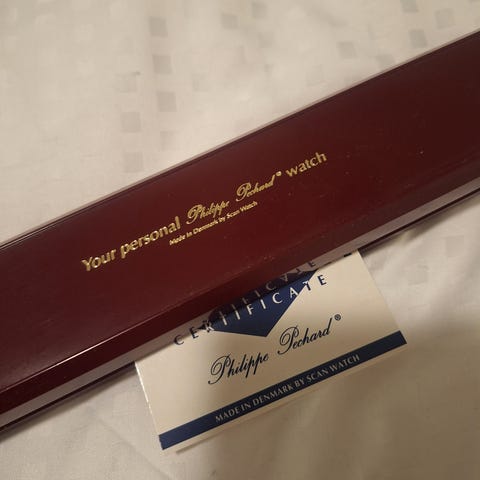 Your personal Philippe Pechard® watch
Made in Denmark by Scan Watch
CERTIFICATE
CERTIFICATE
Philippe Pechard®
MADE IN DENMARK BY SCAN WATCH